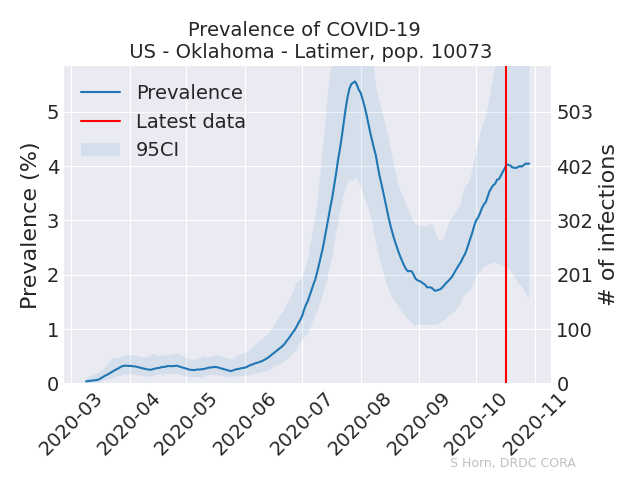 Prevalence of COVID-19
US - Oklahoma - Latimer, pop. 10073
Prevalence
Latest data
95CI
Prevalence (%)
5
4
3
2
1
0
503
402
302
201
100
0
# of infections
2020-03
2020-04
2020-05
2020-06
2020-07
2020-08
2020-09
2020-10
2020-11
S Horn, DRDC CORA